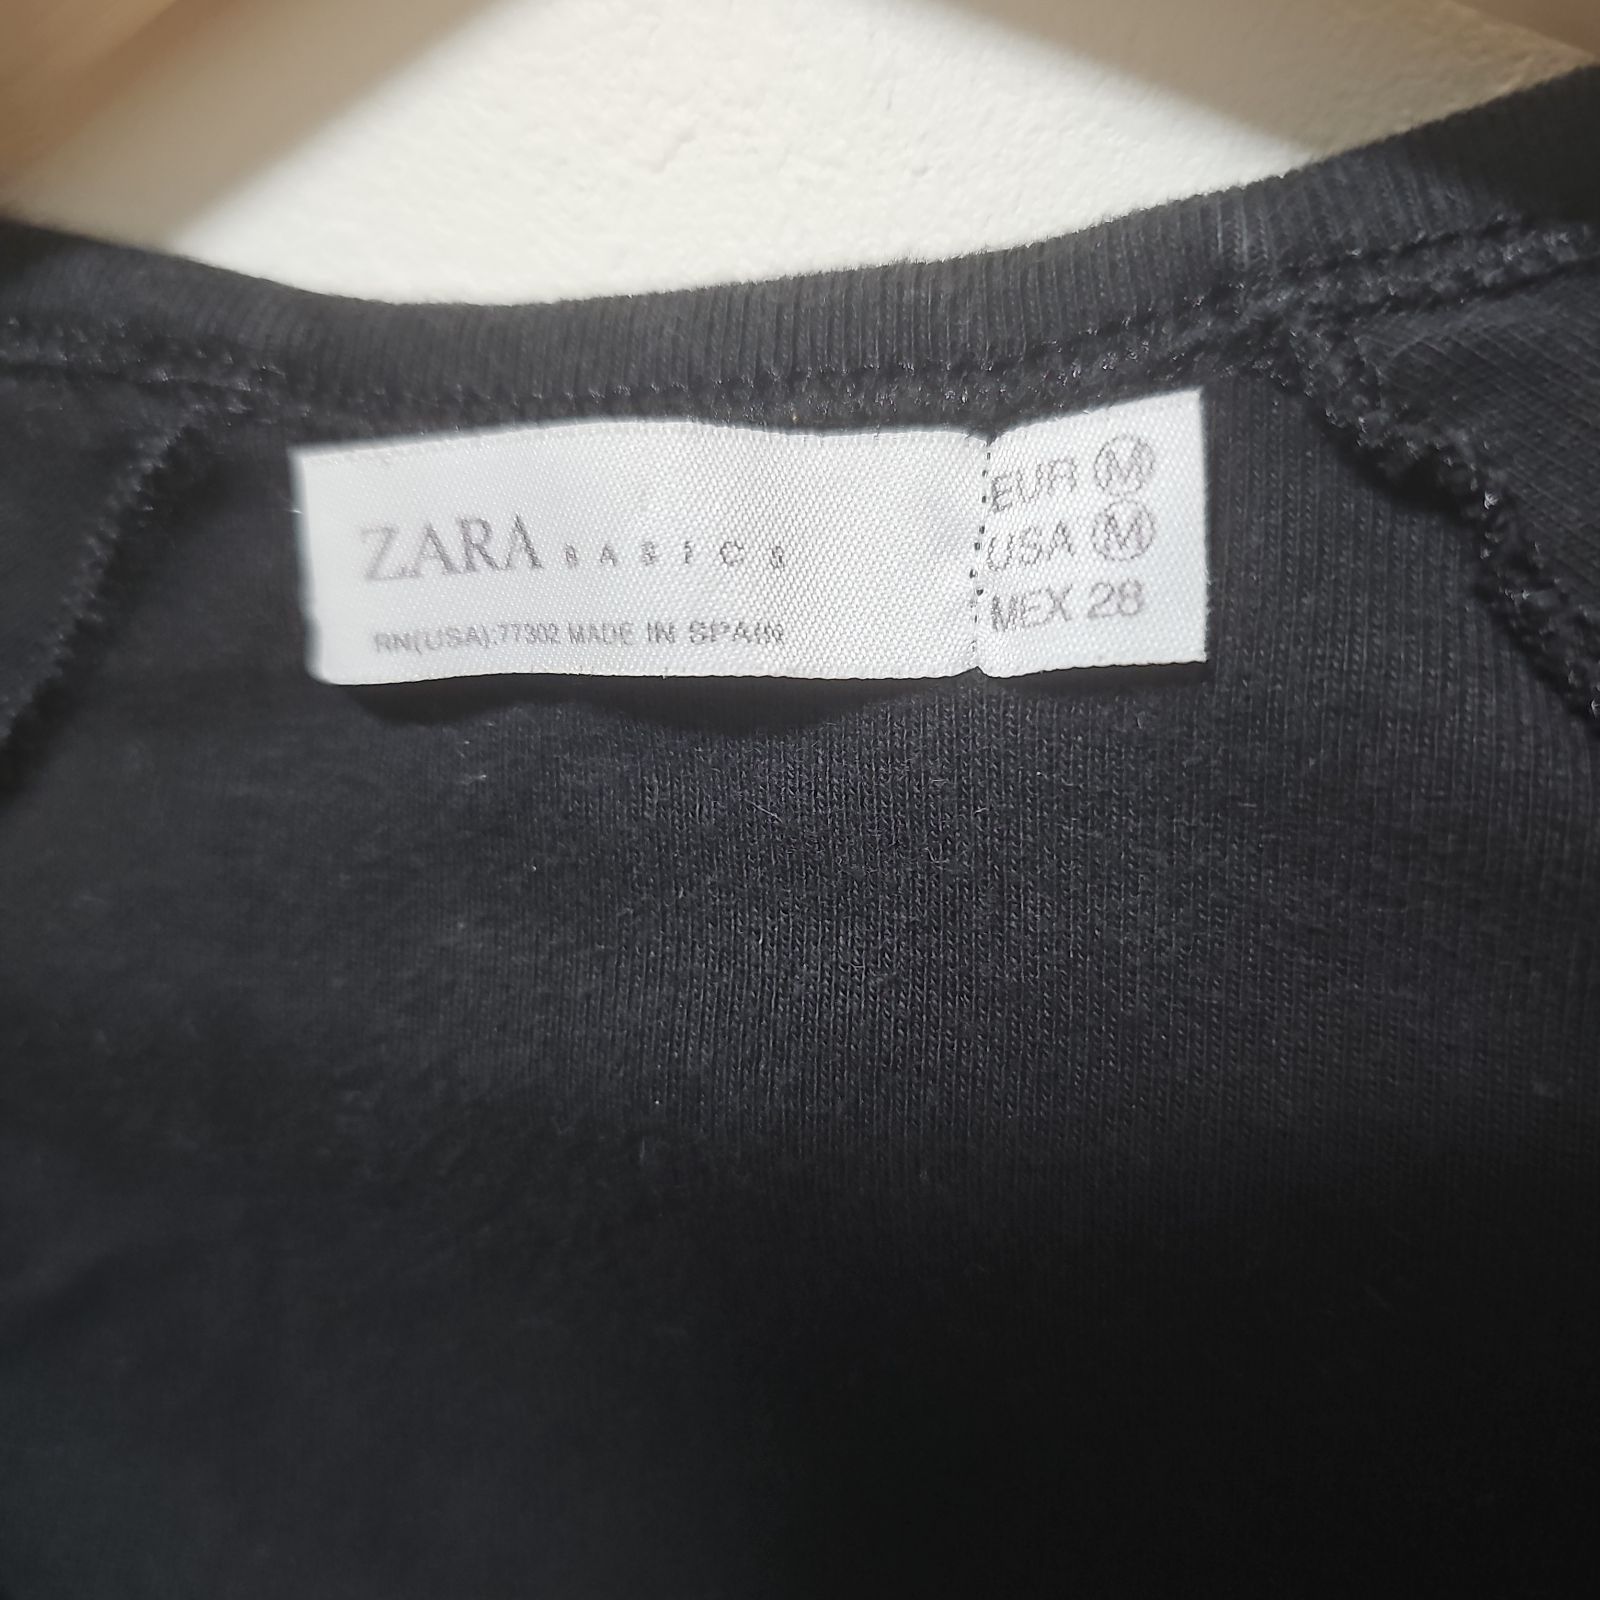 ZARA BASICS
RN(USA):77302 MADE IN SPAIN
EUR M
USA M
MEX 28